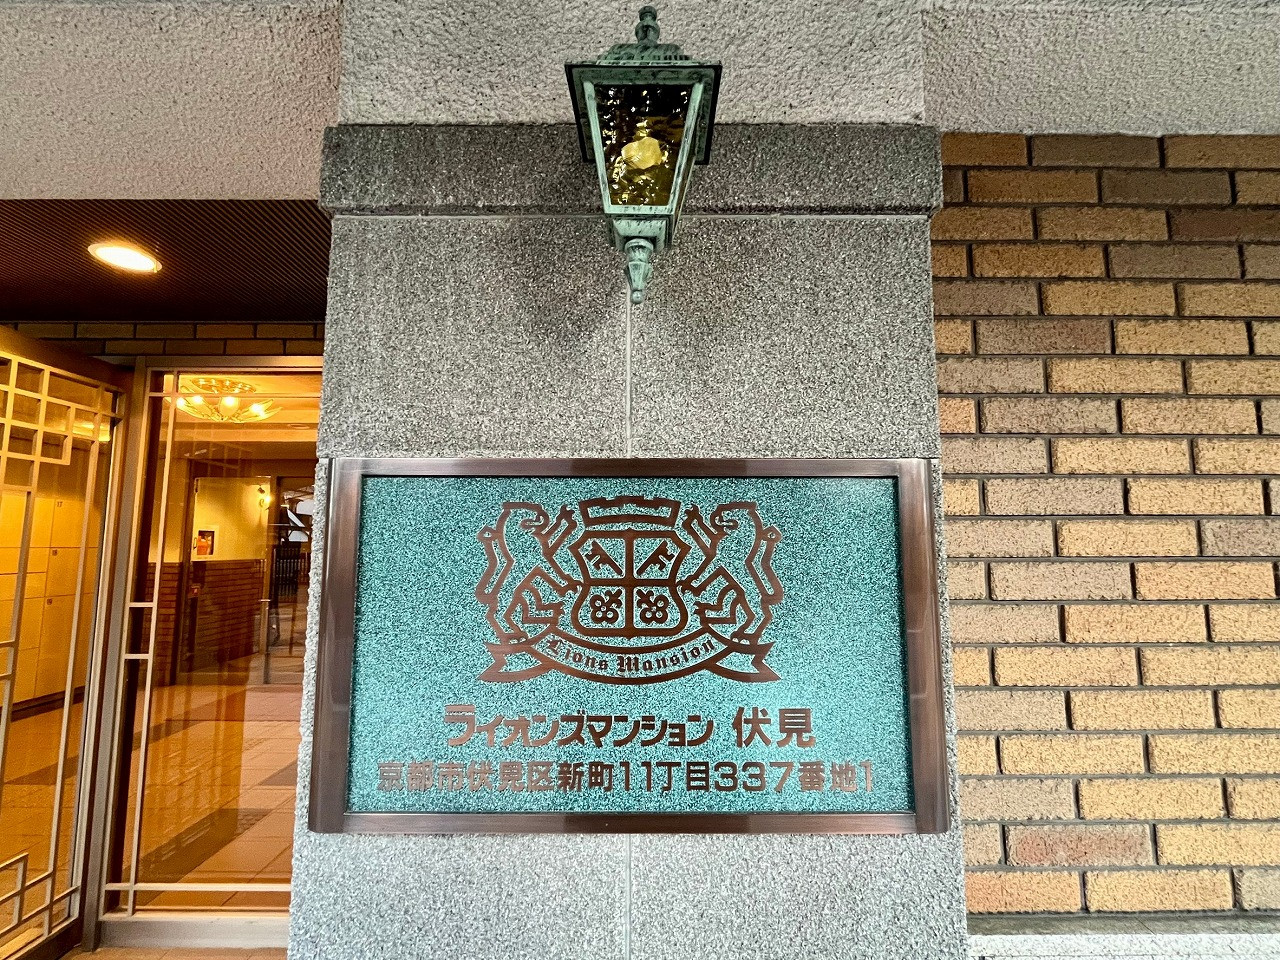 Lions Mansion
ライオンズマンション 伏見
京都市伏見区新町11丁目337番地1